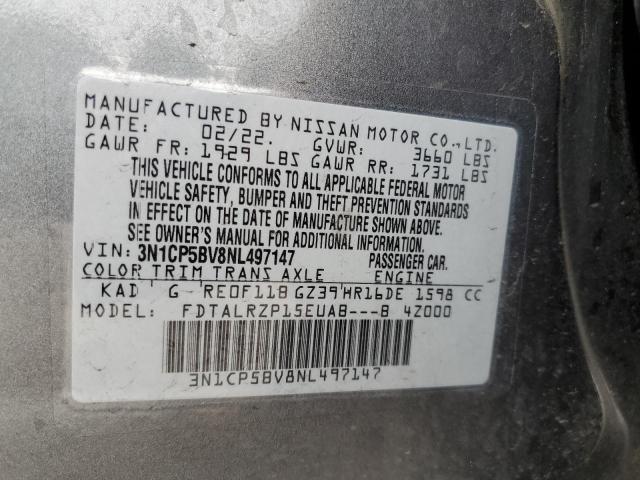 MANUFACTURED BY NISSAN MOTOR CO.,LTD.
DATE: 02/22. GVWR: 3660 LBS
GAWR FR: 1929 LBS GAWR RR: 1731 LBS
THIS VEHICLE CONFORMS TO ALL APPLICABLE FEDERAL MOTOR
VEHICLE SAFETY, BUMPER AND THEFT PREVENTION STANDARDS
IN EFFECT ON THE DATE OF MANUFACTURE SHOWN ABOVE.
SEE OWNER'S MANUAL FOR ADDITIONAL INFORMATION.
VIN: 3N1CP5BV8NL497147 PASSENGER CAR.
COLOR TRIM TRANS AXLE ENGINE
KAD G - RE0F11B GZ39 HR16DE 1598 CC
MODEL: FDTALRZP15EUAB---B 4Z000
3N1CP5BV8NL497147